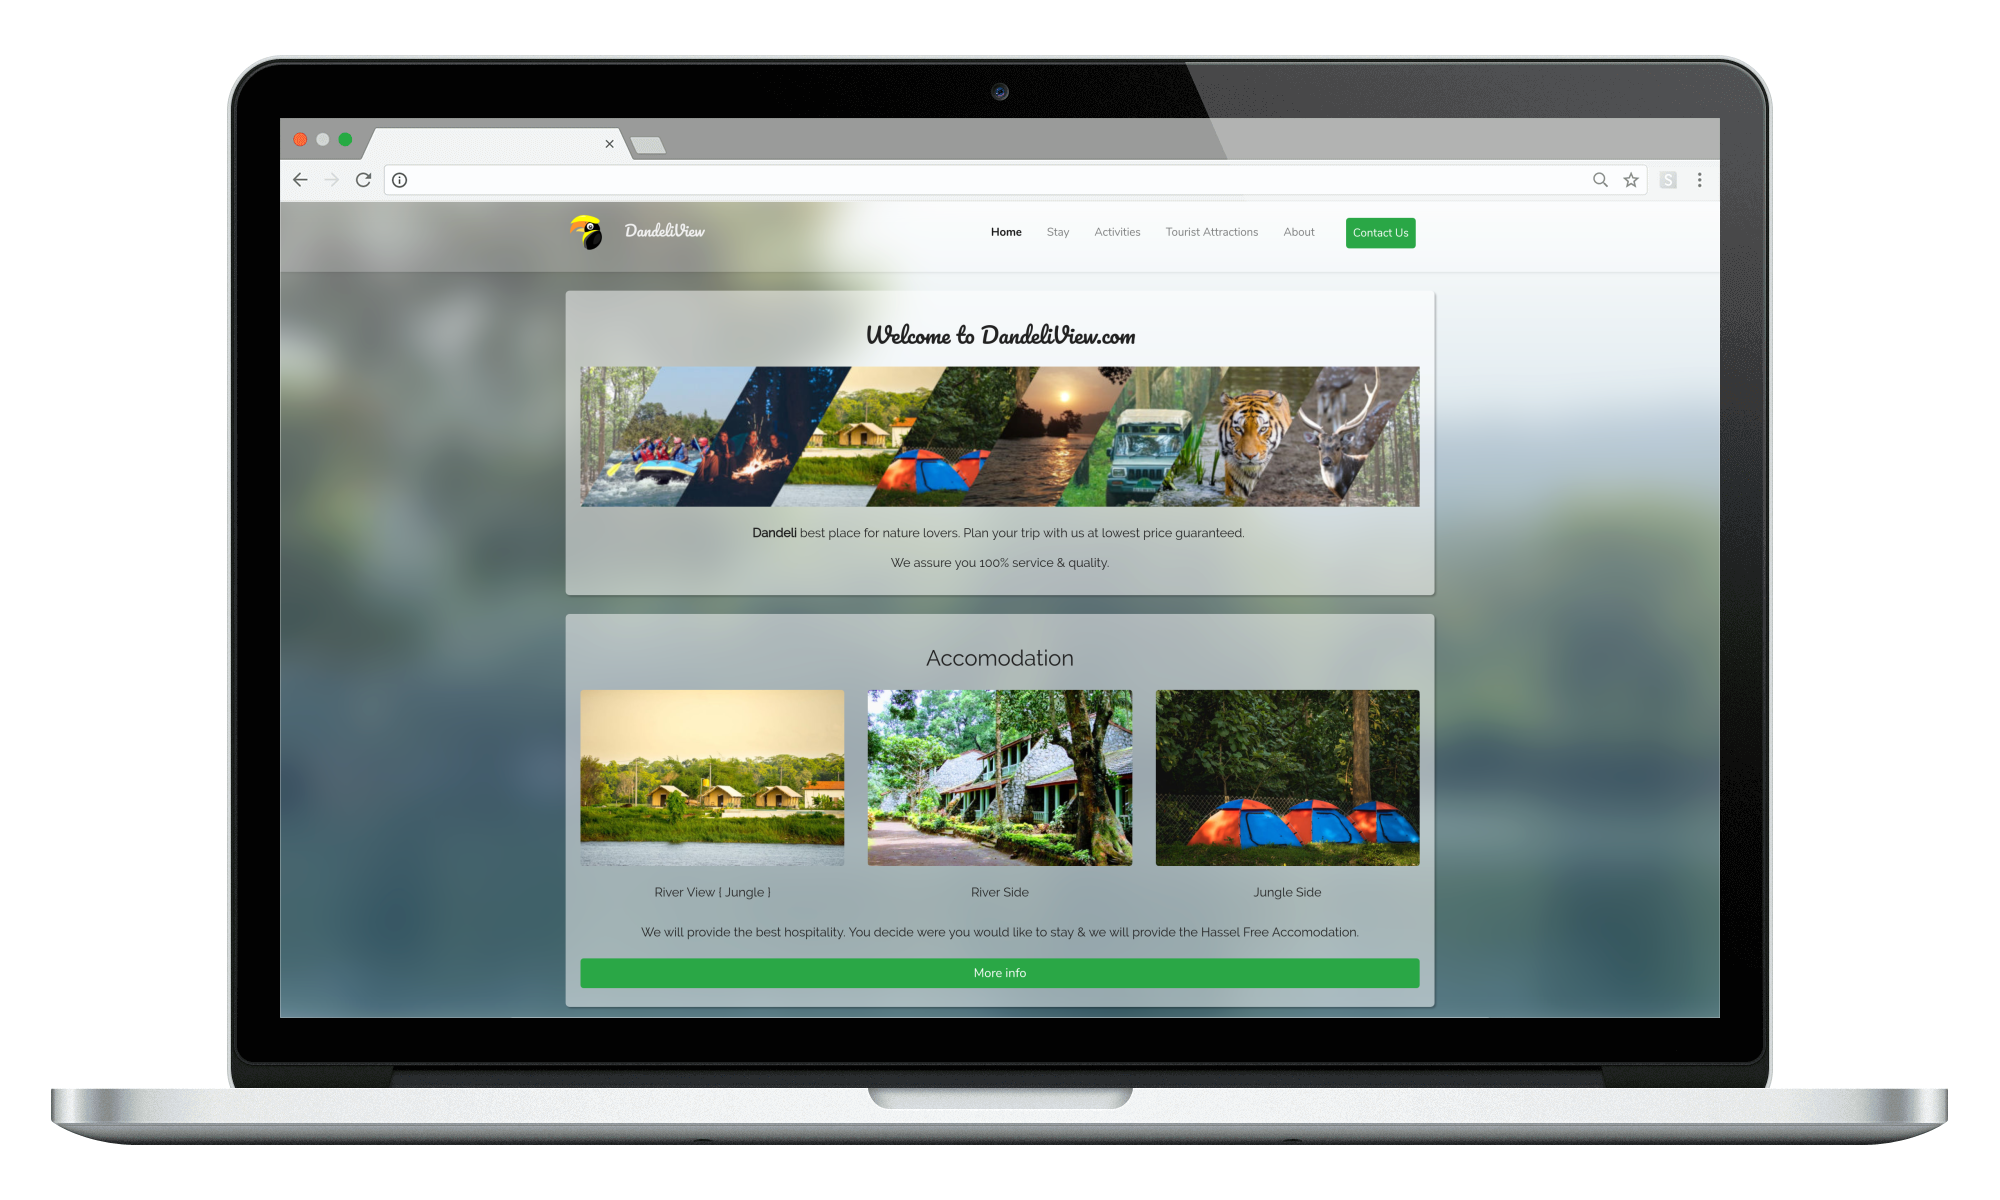 DandeliView
Home Stay Activities Tourist Attractions About Contact Us
Welcome to DandeliView.com
Dandeli best place for nature lovers. Plan your trip with us at lowest price guaranteed.
We assure you 100% service & quality.
Accomodation
River View { Jungle }
River Side
Jungle Side
We will provide the best hospitality. You decide were you would like to stay & we will provide the Hassel Free Accomodation.
More info